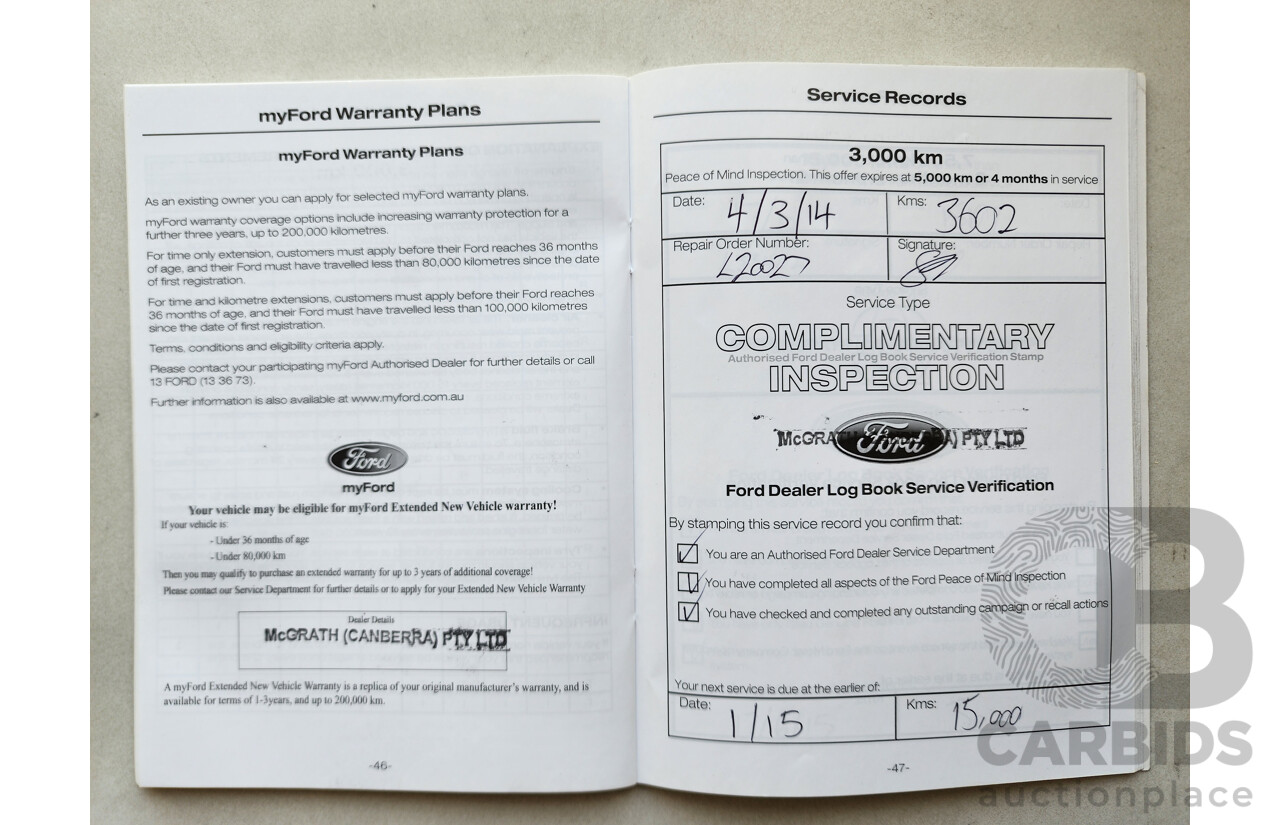 myFord Warranty Plans
myFord Warranty Plans
As an existing owner you can apply for selected myFord warranty plans.
myFord warranty coverage options include increasing warranty protection for a
further three years, up to 200,000 kilometres.
For time only extension, customers must apply before their Ford reaches 36 months
of age, and their Ford must have travelled less than 80,000 kilometres since the date
of first registration.
For time and kilometre extensions, customers must apply before their Ford reaches
36 months of age, and their Ford must have travelled less than 100,000 kilometres
since the date of first registration.
Terms, conditions and eligibility criteria apply.
Please contact your participating myFord Authorised Dealer for further details or call
13 FORD (13 36 73).
Further information is also available at www.myford.com.au
Ford
myFord
Your vehicle may be eligible for myFord Extended New Vehicle warranty!
If your vehicle is:
- Under 36 months of age
- Under 80,000 km
Then you may qualify to purchase an extended warranty for up to 3 years of additional coverage!
Please contact our Service Department for further details or to apply for your Extended New Vehicle Warranty
Dealer Details
McGRATH (CANBERRA) PTY LTD
A myFord Extended New Vehicle Warranty is a replica of your original manufacturer's warranty, and is
available for terms of 1-3years, and up to 200,000 km.
-46-
Service Records
3,000 km
Peace of Mind Inspection. This offer expires at 5,000 km or 4 months in service
Date: 4/3/14 Kms: 3602
Repair Order Number: Signature:
Service Type
COMPLIMENTARY
Authorised Ford Dealer Log Book Service Verification Stamp
INSPECTION
McGRA Ford RA) PTY LTD
Ford Dealer Log Book Service Verification
By stamping this service record you confirm that:
You are an Authorised Ford Dealer Service Department
You have completed all aspects of the Ford Peace of Mind Inspection
You have checked and completed any outstanding campaign or recall actions
Your next service is due at the earlier of:
Date: 1/15 Kms: 15,000
-47-
CARBIDS
auctionplace